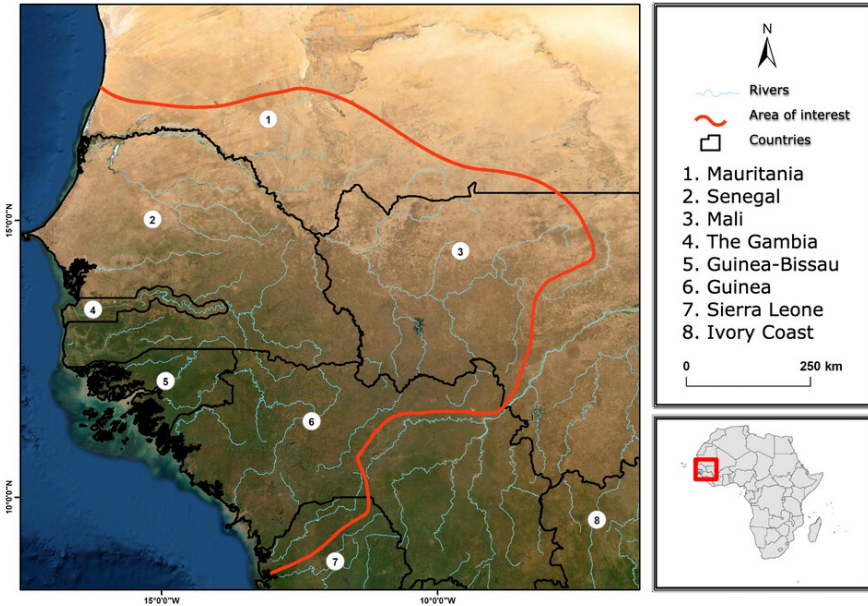 1
2
3
4
5
6
7
8
15°0'0"N
10°0'0"N
15°0'0"W
10°0'0"W
N
Rivers
Area of interest
Countries
1. Mauritania
2. Senegal
3. Mali
4. The Gambia
5. Guinea-Bissau
6. Guinea
7. Sierra Leone
8. Ivory Coast
0 250 km